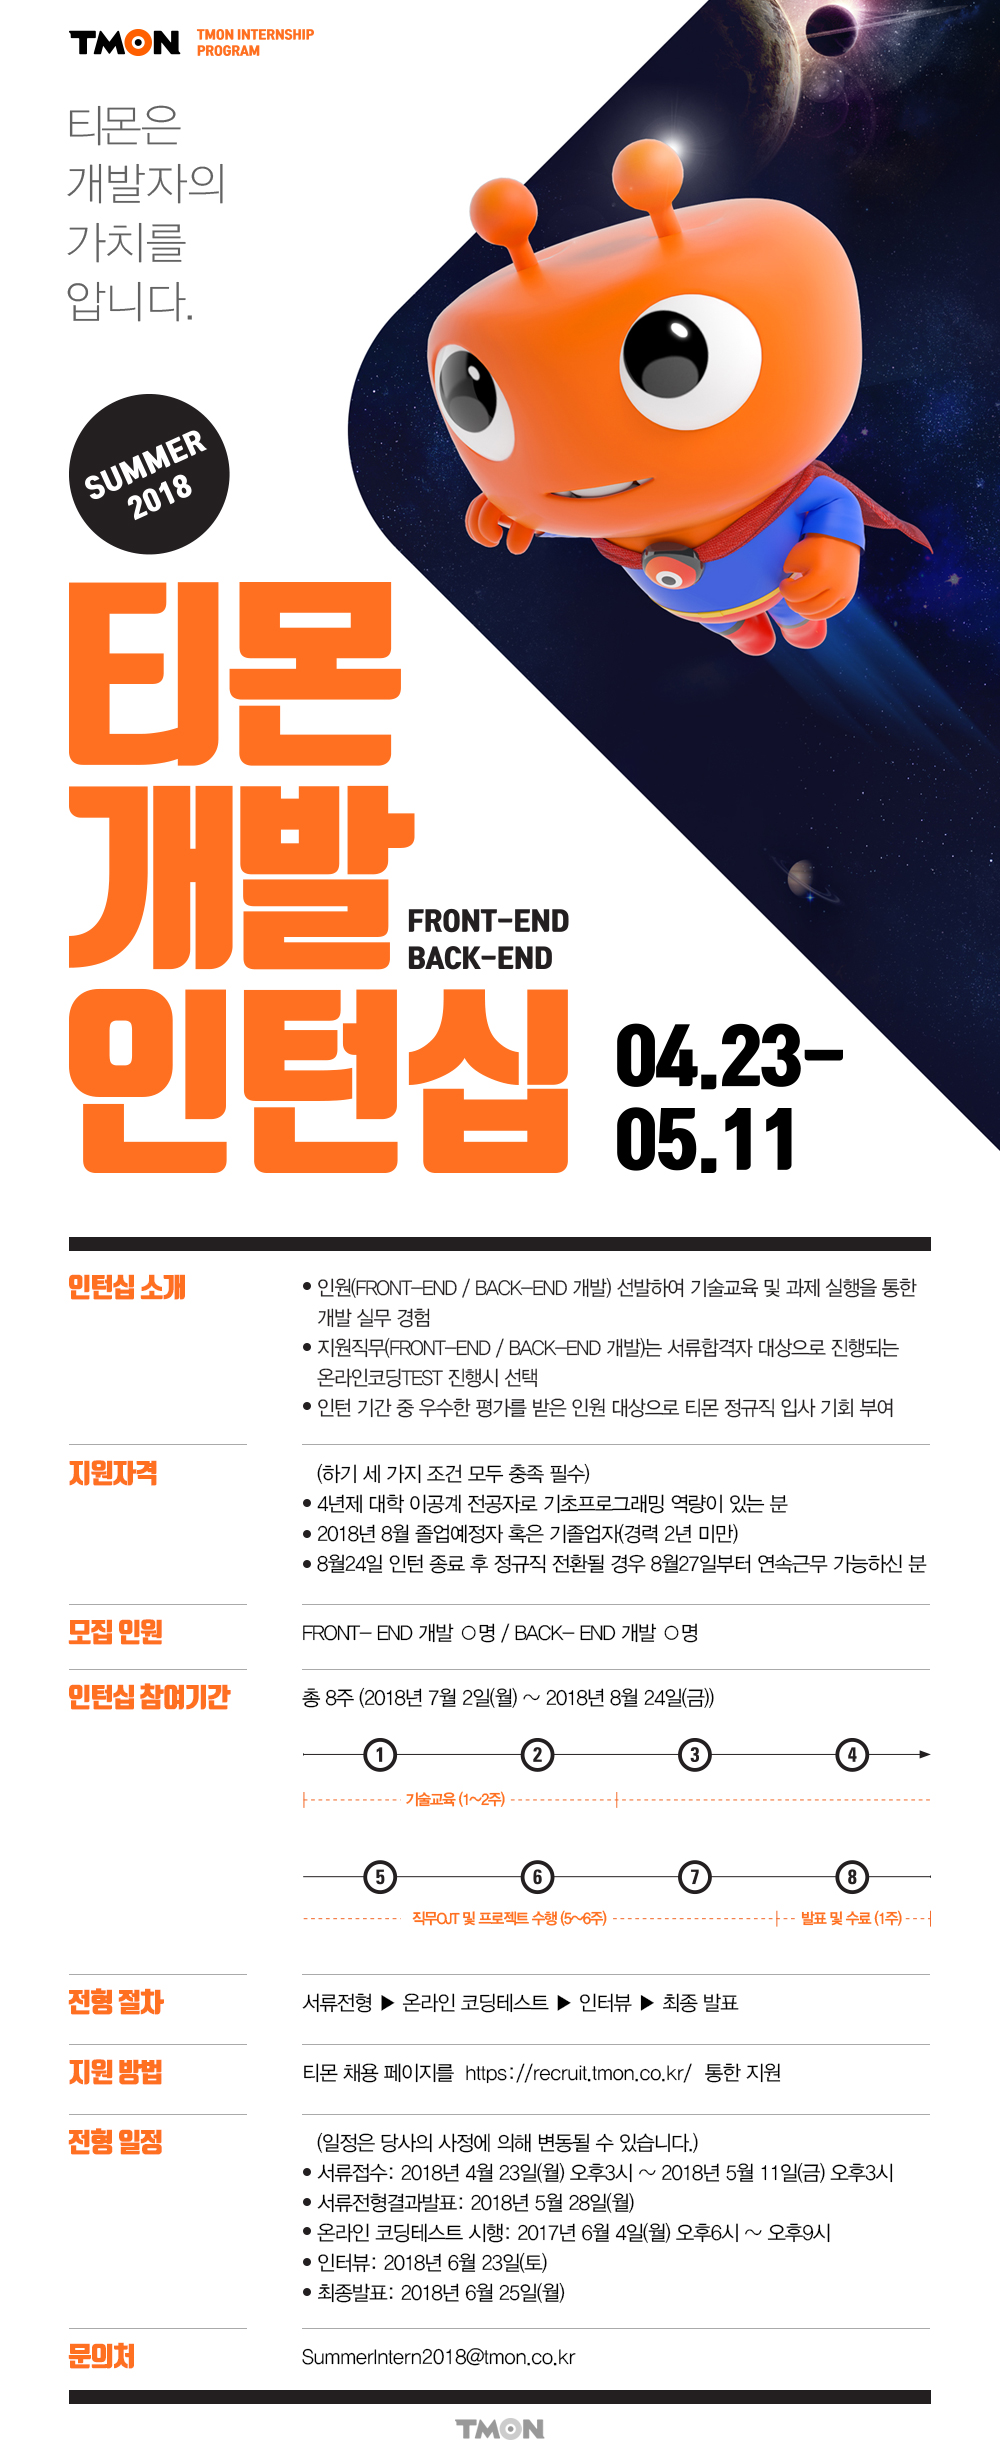 TMON
TMON INTERNSHIP
PROGRAM
티몬은
개발자의
가치를
압니다.
SUMMER
2018
티몬
개발
FRONT-END
BACK-END
인턴십
04.23-
05.11
인턴십 소개
• 인원(FRONT-END / BACK-END 개발) 선발하여 기술교육 및 과제 실행을 통한
개발 실무 경험
• 지원직무(FRONT-END / BACK-END 개발)는 서류합격자 대상으로 진행되는
온라인코딩TEST 진행시 선택
• 인턴 기간 중 우수한 평가를 받은 인원 대상으로 티몬 정규직 입사 기회 부여
지원자격
(하기 세 가지 조건 모두 충족 필수)
• 4년제 대학 이공계 전공자로 기초프로그래밍 역량이 있는 분
• 2018년 8월 졸업예정자 혹은 기졸업자(경력 2년 미만)
• 8월24일 인턴 종료 후 정규직 전환될 경우 8월27일부터 연속근무 가능하신 분
모집 인원
FRONT- END 개발 ○명 / BACK- END 개발 ○명
인턴십 참여기간
총 8주 (2018년 7월 2일(월) ~ 2018년 8월 24일(금))
1 2 3 4
기술교육 (1~2주)
5 6 7 8
직무OJT 및 프로젝트 수행 (5~6주) 발표 및 수료 (1주)
전형 절차
서류전형 ▶ 온라인 코딩테스트 ▶ 인터뷰 ▶ 최종 발표
지원 방법
티몬 채용 페이지를 https://recruit.tmon.co.kr/ 통한 지원
전형 일정
(일정은 당사의 사정에 의해 변동될 수 있습니다.)
• 서류접수: 2018년 4월 23일(월) 오후3시 ~ 2018년 5월 11일(금) 오후3시
• 서류전형결과발표: 2018년 5월 28일(월)
• 온라인 코딩테스트 시행: 2017년 6월 4일(월) 오후6시 ~ 오후9시
• 인터뷰: 2018년 6월 23일(토)
• 최종발표: 2018년 6월 25일(월)
문의처
SummerIntern2018@tmon.co.kr
TMON